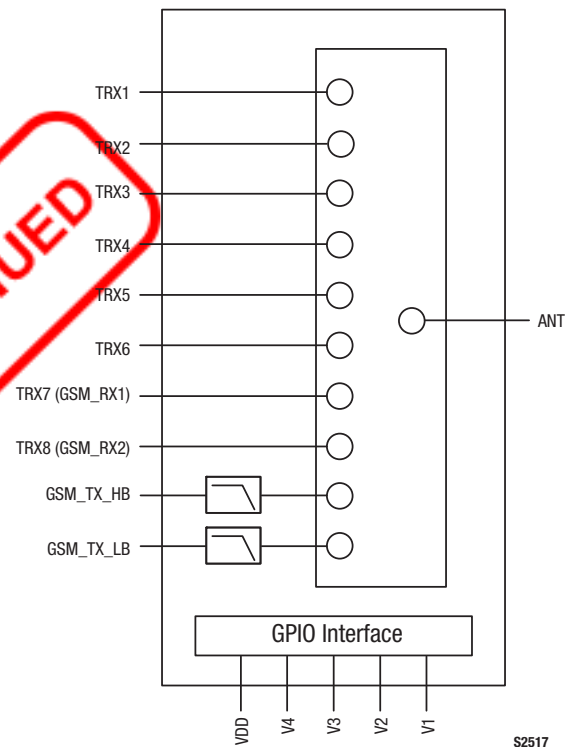 TRX1
TRX2
TRX3
TRX4
TRX5
TRX6
TRX7 (GSM_RX1)
TRX8 (GSM_RX2)
GSM_TX_HB
GSM_TX_LB
ANT
GPIO Interface
VDD
V4
V3
V2
V1
S2517